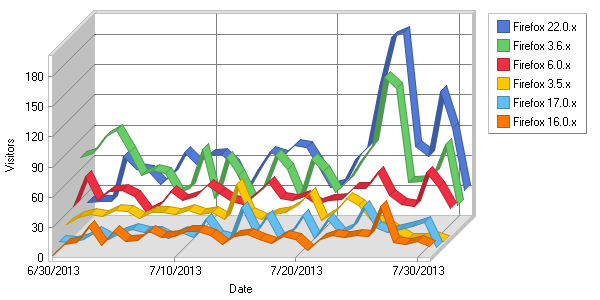 Firefox 22.0.x
Firefox 3.6.x
Firefox 6.0.x
Firefox 3.5.x
Firefox 17.0.x
Firefox 16.0.x
Visitors
180
150
120
90
60
30
0
6/30/2013 7/10/2013 7/20/2013 7/30/2013
Date